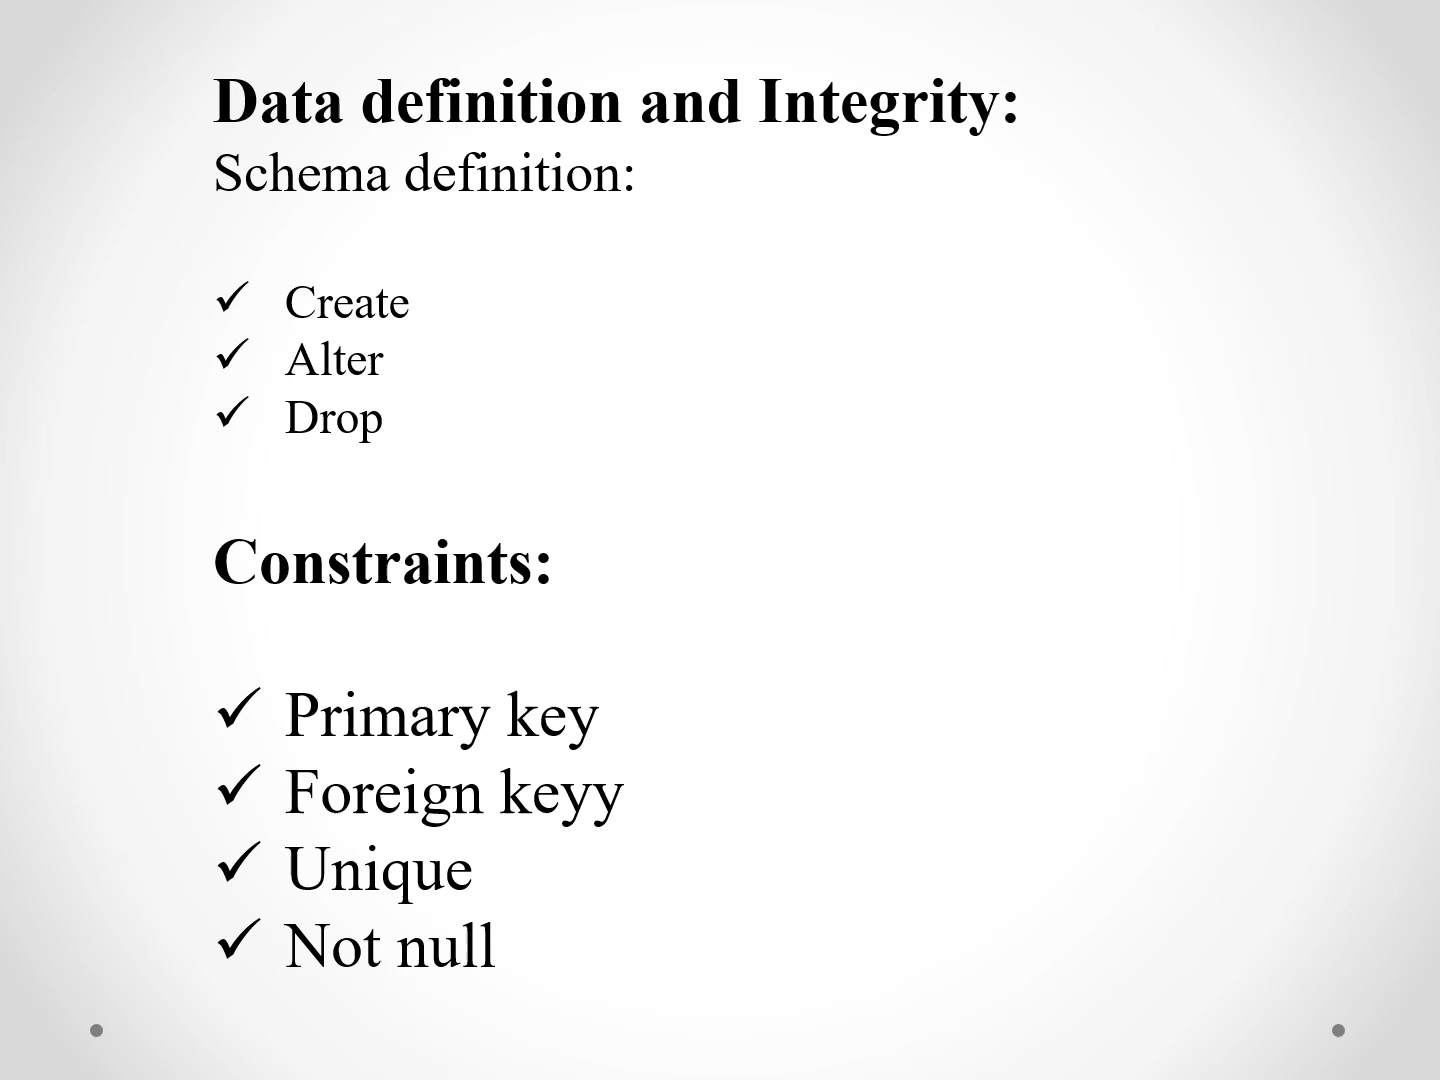 Data definition and Integrity:
Schema definition:
✓ Create
✓ Alter
✓ Drop
Constraints:
✓ Primary key
✓ Foreign keyy
✓ Unique
✓ Not null